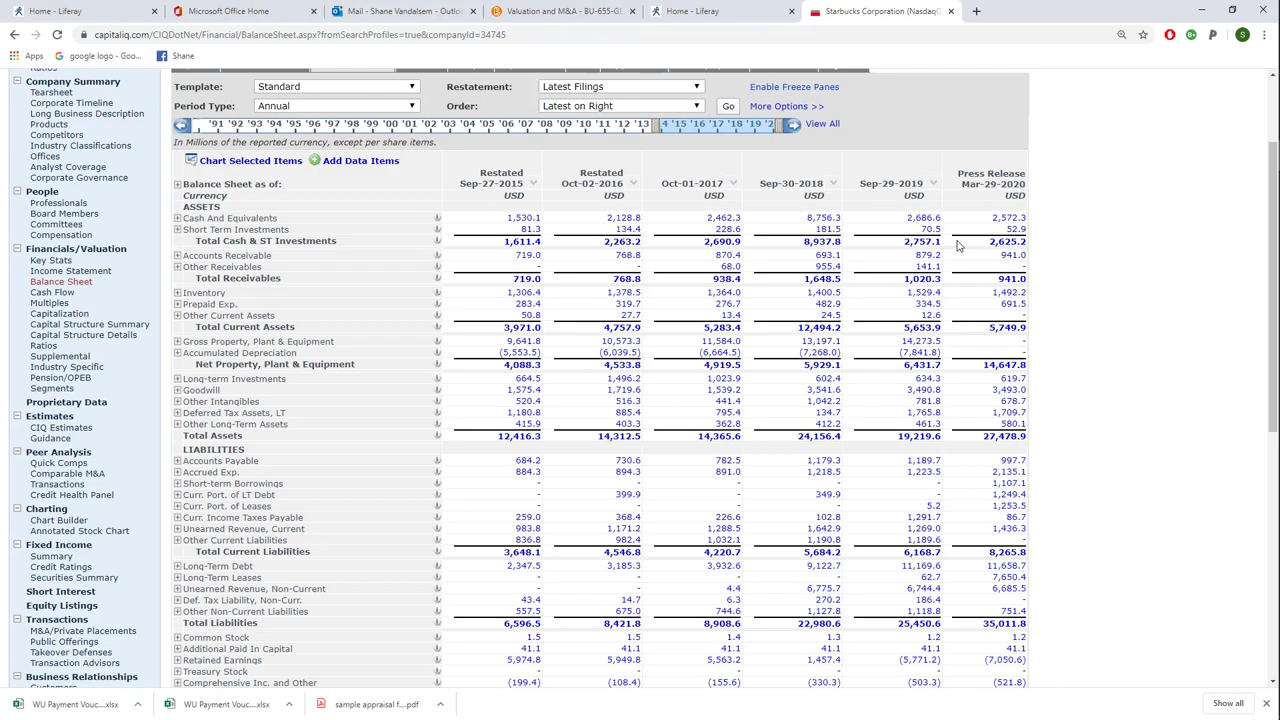 Home - Liferay Microsoft Office Home Mail - Shane Vandalsem - Outlo Valuation and M&A - BU-655-G Home - Liferay Starbucks Corporation (Nasdaq
capitaliq.com/CIQDotNet/Financial/BalanceSheet.aspx?fromSearchProfiles=true&companyId=34745 S
Apps google logo - Goo... Shane
Ratios
Company Summary
Tearsheet
Corporate Timeline
Long Business Description
Products
Competitors
Industry Classifications
Offices
Analyst Coverage
Corporate Governance
People
Professionals
Board Members
Committees
Compensation
Financials/Valuation
Key Stats
Income Statement
Balance Sheet
Cash Flow
Multiples
Capitalization
Capital Structure Summary
Capital Structure Details
Ratios
Supplemental
Industry Specific
Pension/OPEB
Segments
Proprietary Data
Estimates
CIQ Estimates
Guidance
Peer Analysis
Quick Comps
Comparable M&A
Transactions
Credit Health Panel
Charting
Chart Builder
Annotated Stock Chart
Fixed Income
Summary
Credit Ratings
Securities Summary
Short Interest
Equity Listings
Transactions
M&A/Private Placements
Public Offerings
Takeover Defenses
Transaction Advisors
Business Relationships
Customers
Template: Standard Restatement: Latest Filings Enable Freeze Panes
Period Type: Annual Order: Latest on Right Go More Options >>
'91 '92 '93 '94 '95 '96 '97 '98 '99 '00 '01 '02 '03 '04 '05 '06 '07 '08 '09 '10 '11 '12 '13 4 '15 '16 '17 '18 '19 '2 View All
In Millions of the reported currency, except per share items.
Chart Selected Items Add Data Items
Restated Restated Press Release
Balance Sheet as of: Sep-27-2015 Oct-02-2016 Oct-01-2017 Sep-30-2018 Sep-29-2019 Mar-29-2020
Currency USD USD USD USD USD USD
ASSETS
Cash And Equivalents 1,530.1 2,128.8 2,462.3 8,756.3 2,686.6 2,572.3
Short Term Investments 81.3 134.4 228.6 181.5 70.5 52.9
Total Cash & ST Investments 1,611.4 2,263.2 2,690.9 8,937.8 2,757.1 2,625.2
Accounts Receivable 719.0 768.8 870.4 693.1 879.2 941.0
Other Receivables - - 68.0 955.4 141.1 -
Total Receivables 719.0 768.8 938.4 1,648.5 1,020.3 941.0
Inventory 1,306.4 1,378.5 1,364.0 1,400.5 1,529.4 1,492.2
Prepaid Exp. 283.4 319.7 276.7 482.9 334.5 691.5
Other Current Assets 50.8 27.7 13.4 24.5 12.6 -
Total Current Assets 3,971.0 4,757.9 5,283.4 12,494.2 5,653.9 5,749.9
Gross Property, Plant & Equipment 9,641.8 10,573.3 11,584.0 13,197.1 14,273.5 -
Accumulated Depreciation (5,553.5) (6,039.5) (6,664.5) (7,268.0) (7,841.8) -
Net Property, Plant & Equipment 4,088.3 4,533.8 4,919.5 5,929.1 6,431.7 14,647.8
Long-term Investments 664.5 1,496.2 1,023.9 602.4 634.3 619.7
Goodwill 1,575.4 1,719.6 1,539.2 3,541.6 3,490.8 3,493.0
Other Intangibles 520.4 516.3 441.4 1,042.2 781.8 678.7
Deferred Tax Assets, LT 1,180.8 885.4 795.4 134.7 1,765.8 1,709.7
Other Long-Term Assets 415.9 403.3 362.8 412.2 461.3 580.1
Total Assets 12,416.3 14,312.5 14,365.6 24,156.4 19,219.6 27,478.9
LIABILITIES
Accounts Payable 684.2 730.6 782.5 1,179.3 1,189.7 997.7
Accrued Exp. 884.3 894.3 891.0 1,218.5 1,223.5 2,135.1
Short-term Borrowings - - - - - 1,107.1
Curr. Port. of LT Debt - 399.9 - 349.9 - 1,249.4
Curr. Port. of Leases - - - - 5.2 1,253.5
Curr. Income Taxes Payable 259.0 368.4 226.6 102.8 1,291.7 86.7
Unearned Revenue, Current 983.8 1,171.2 1,288.5 1,642.9 1,269.0 1,436.3
Other Current Liabilities 836.8 982.4 1,032.1 1,190.8 1,189.6 -
Total Current Liabilities 3,648.1 4,546.8 4,220.7 5,684.2 6,168.7 8,265.8
Long-Term Debt 2,347.5 3,185.3 3,932.6 9,122.7 11,169.6 11,658.7
Long-Term Leases - - - - 62.7 7,650.4
Unearned Revenue, Non-Current - - 4.4 6,775.7 6,744.4 6,685.5
Def. Tax Liability, Non-Curr. 43.4 14.7 6.3 270.2 186.4 -
Other Non-Current Liabilities 557.5 675.0 744.6 1,127.8 1,118.8 751.4
Total Liabilities 6,596.5 8,421.8 8,908.6 22,980.6 25,450.6 35,011.8
Common Stock 1.5 1.5 1.4 1.3 1.2 1.2
Additional Paid In Capital 41.1 41.1 41.1 41.1 41.1 41.1
Retained Earnings 5,974.8 5,949.8 5,563.2 1,457.4 (5,771.2) (7,050.6)
Treasury Stock - - - - - -
Comprehensive Inc. and Other (199.4) (108.4) (155.6) (330.3) (503.3) (521.8)
WU Payment Vouc....xlsx WU Payment Vouc....xlsx sample appraisal f....pdf Show all